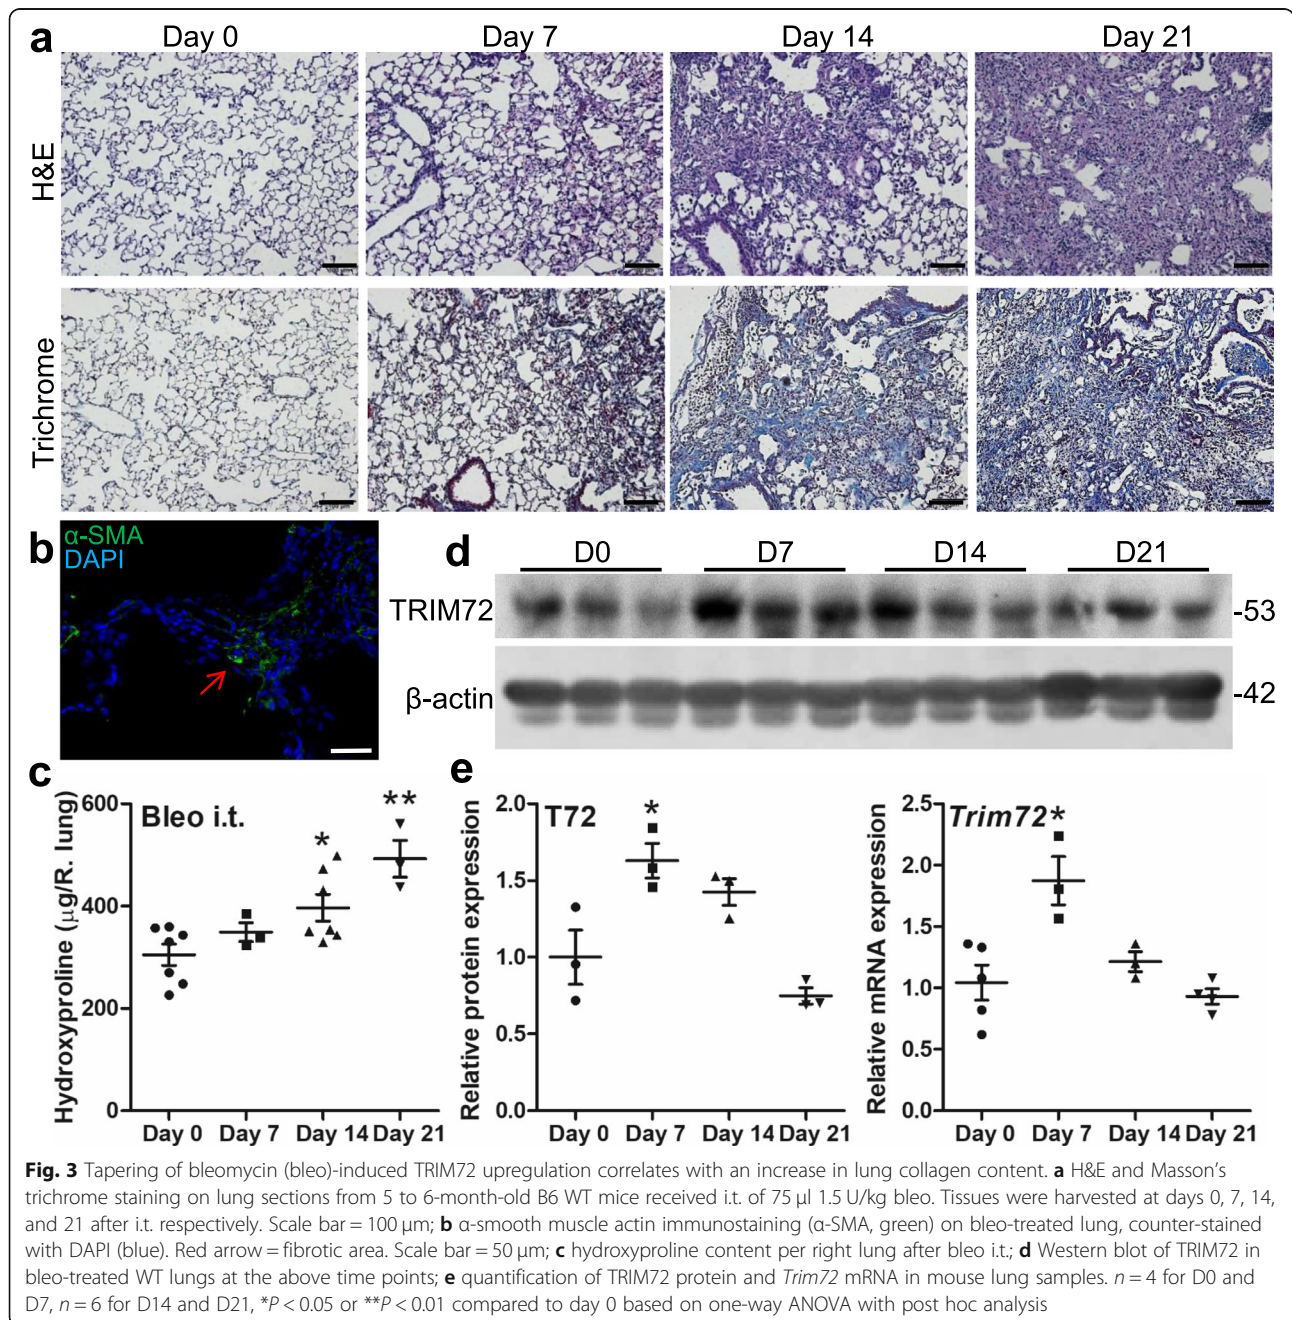 a
Day 0
Day 7
Day 14
Day 21
H&E
Trichrome
b
α-SMA
DAPI
d
D0
D7
D14
D21
TRIM72
-53
β-actin
-42
c
Hydroxyproline (μg/R. lung)
600
400
200
0
Bleo i.t.
*
**
Day 0
Day 7
Day 14
Day 21
e
Relative protein expression
2.0
1.5
1.0
0.5
0.0
T72
*
Day 0
Day 7
Day 14
Day 21
Relative mRNA expression
2.5
2.0
1.5
1.0
0.5
0.0
Trim72
*
Day 0
Day 7
Day 14
Day 21
Fig. 3 Tapering of bleomycin (bleo)-induced TRIM72 upregulation correlates with an increase in lung collagen content. a H&E and Masson's
trichrome staining on lung sections from 5 to 6-month-old B6 WT mice received i.t. of 75 μl 1.5 U/kg bleo. Tissues were harvested at days 0, 7, 14,
and 21 after i.t. respectively. Scale bar = 100 μm; b α-smooth muscle actin immunostaining (α-SMA, green) on bleo-treated lung, counter-stained
with DAPI (blue). Red arrow = fibrotic area. Scale bar = 50 μm; c hydroxyproline content per right lung after bleo i.t.; d Western blot of TRIM72 in
bleo-treated WT lungs at the above time points; e quantification of TRIM72 protein and Trim72 mRNA in mouse lung samples. n = 4 for D0 and
D7, n = 6 for D14 and D21, *P < 0.05 or **P < 0.01 compared to day 0 based on one-way ANOVA with post hoc analysis